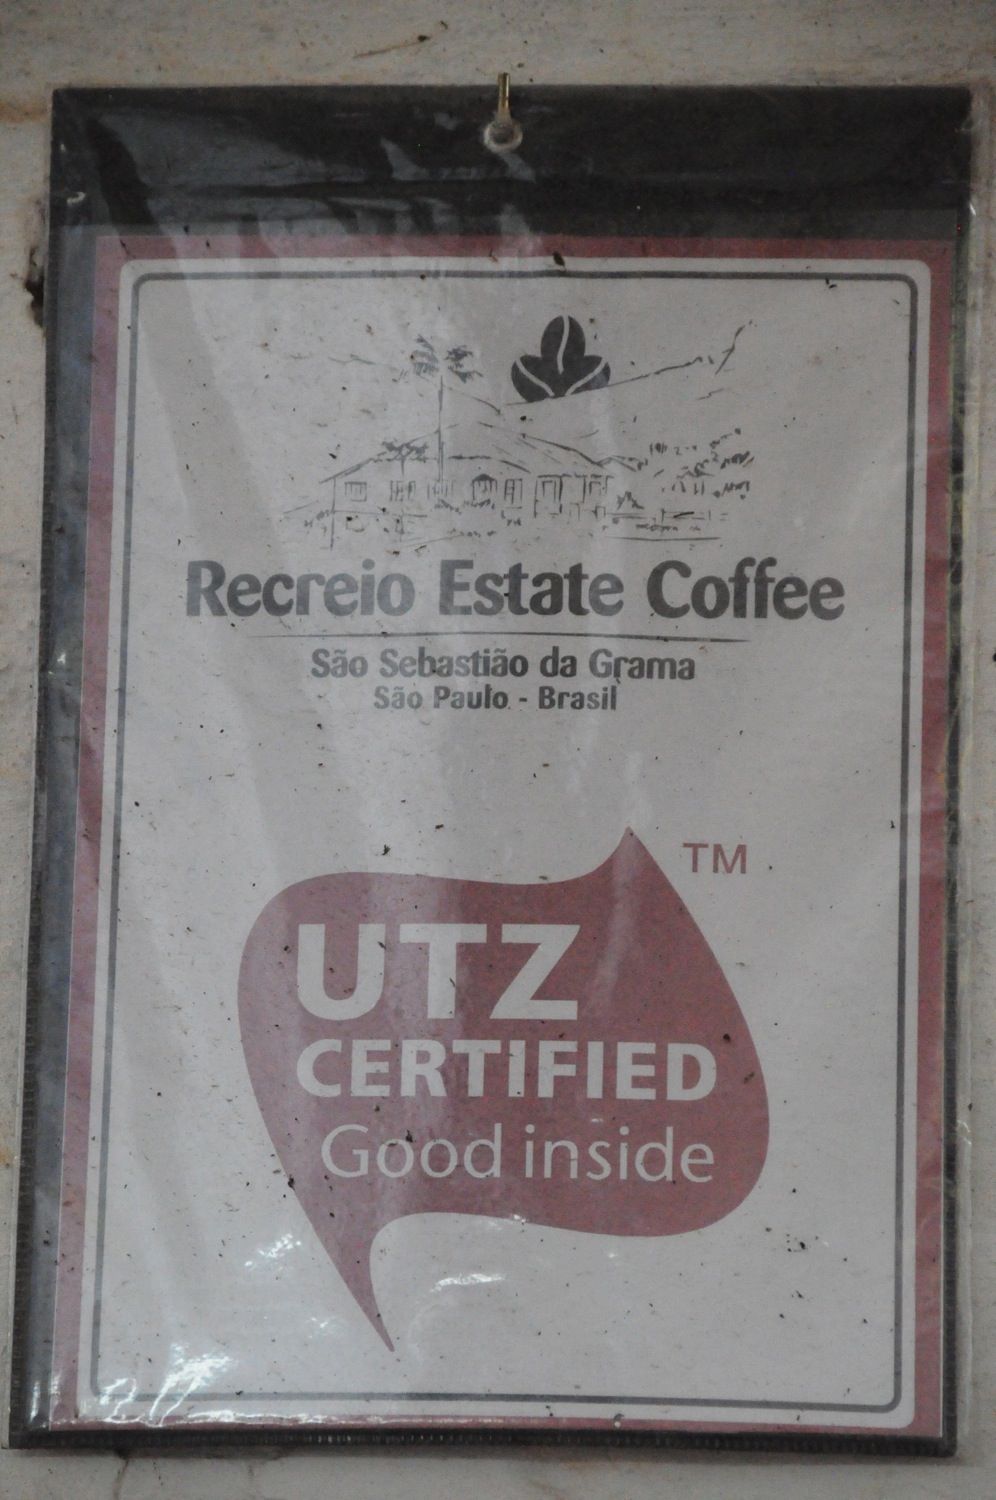 Recreio Estate Coffee
São Sebastião da Grama
São Paulo - Brasil
TM
UTZ
CERTIFIED
Good inside